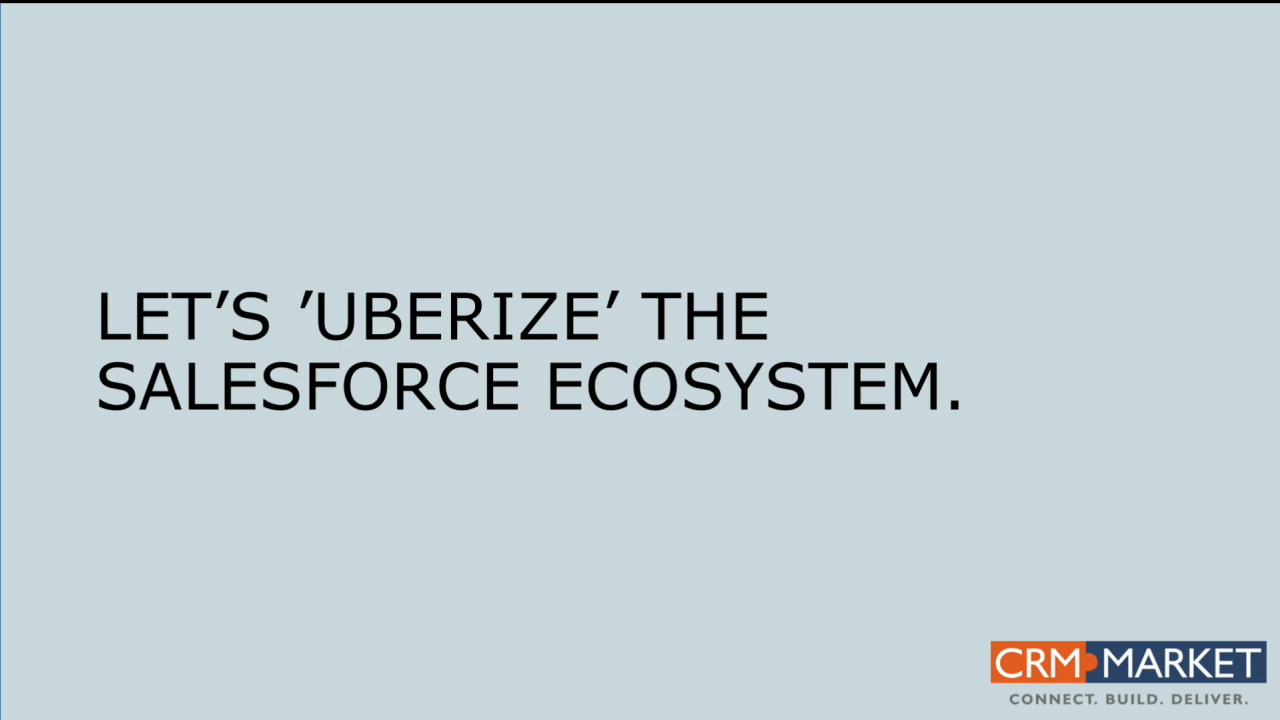 LET’S ’UBERIZE’ THE
SALESFORCE ECOSYSTEM.
CRM MARKET
CONNECT. BUILD. DELIVER.